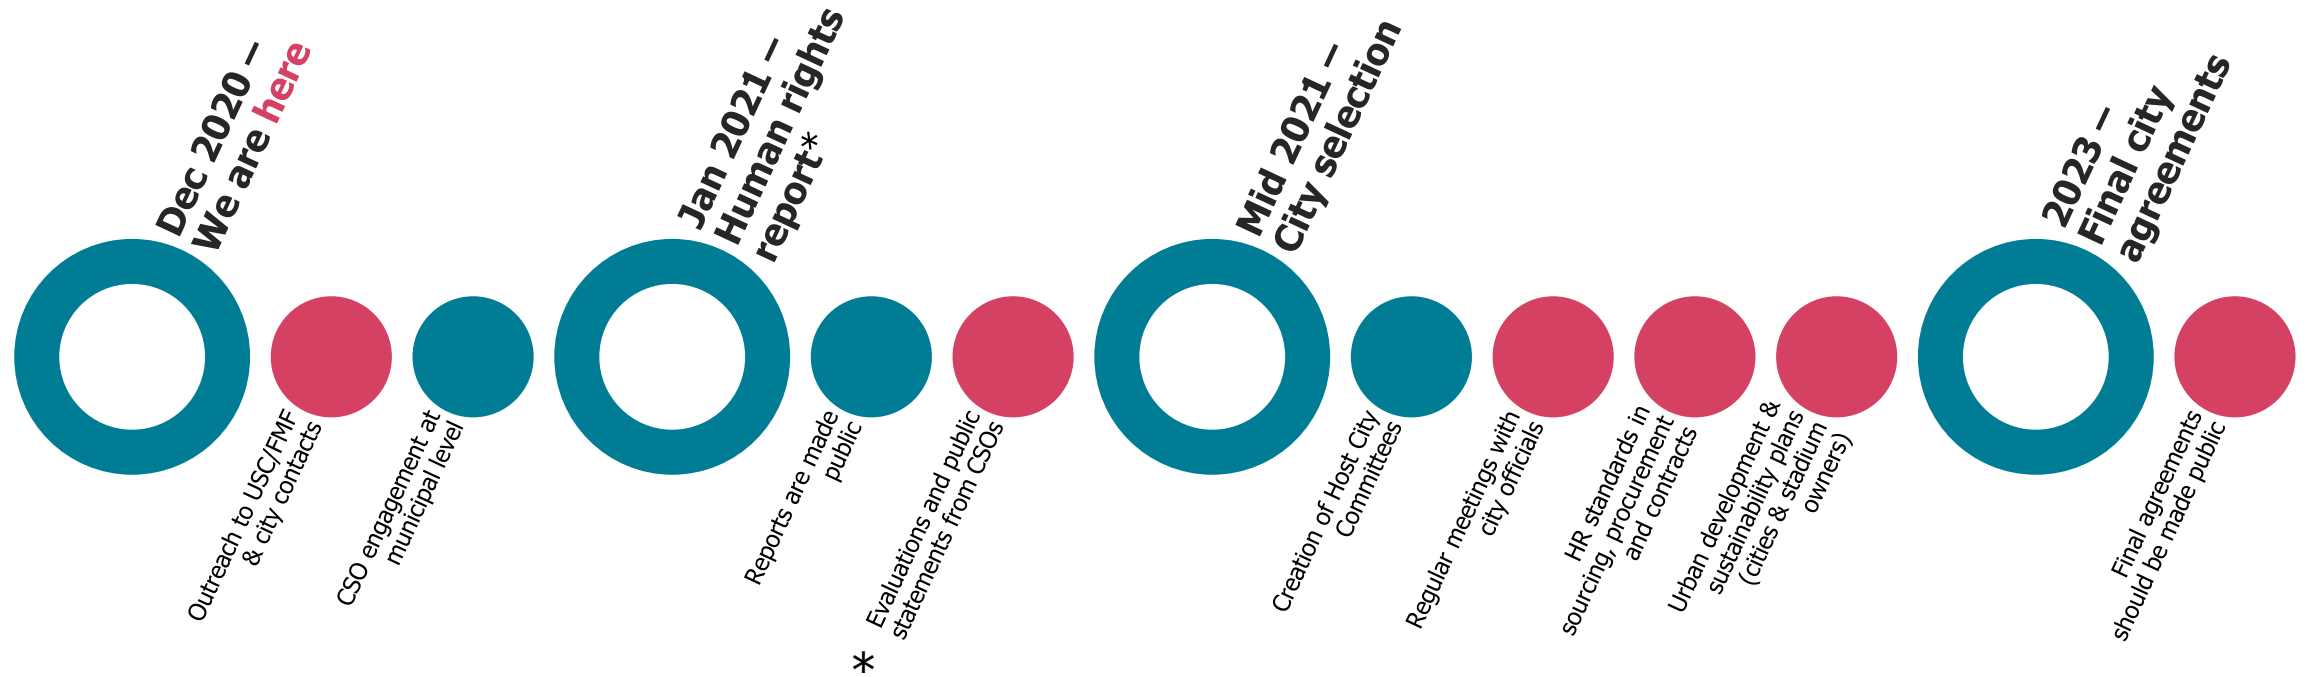 Dec 2020 –
We are here
Outreach to USC/FMF
& city contacts
CSO engagement at
municipal level
Jan 2021 –
Human rights
report*
Reports are made
public
Evaluations and public
statements from CSOs
*
Mid 2021 –
City selection
Creation of Host City
Committees
Regular meetings with
city officials
HR standards in
sourcing, procurement
and contracts
Urban development &
sustainability plans
(cities & stadium
owners)
2023 –
Final city
agreements
Final agreements
should be made public